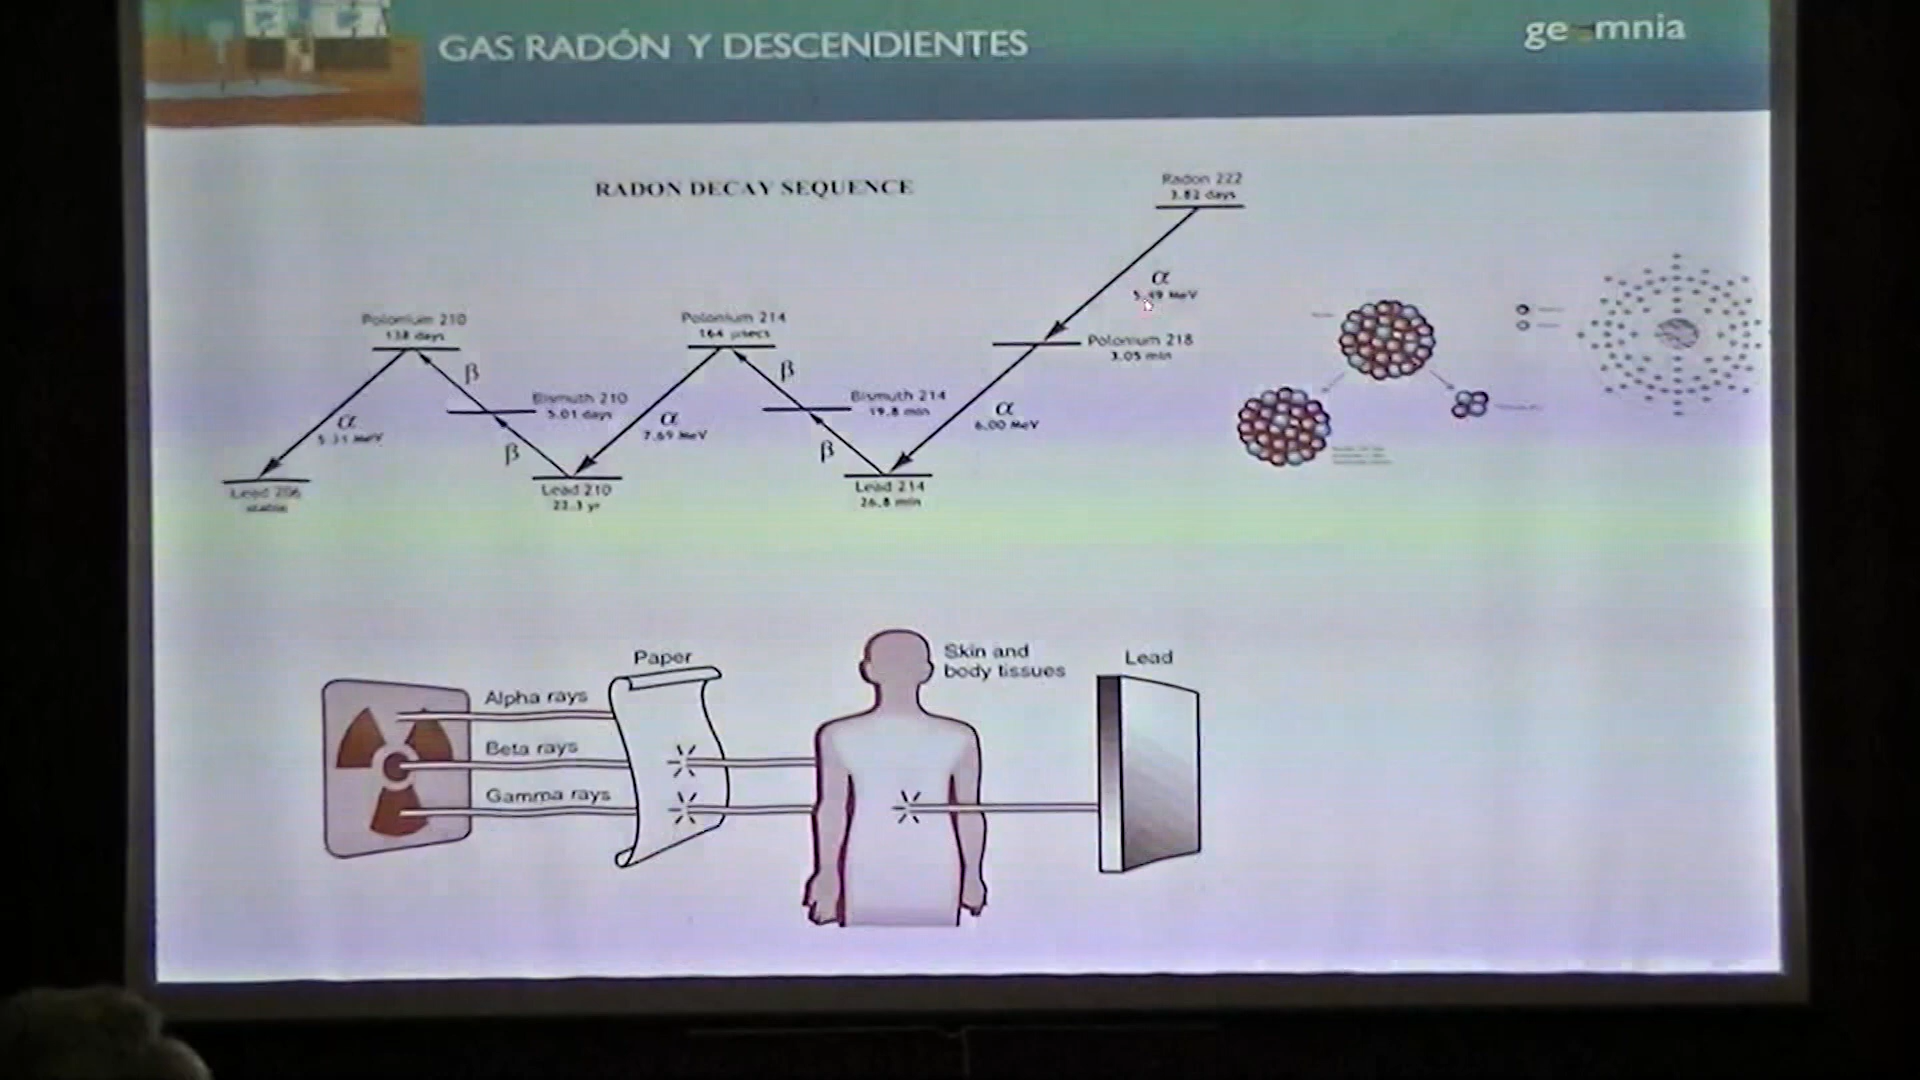 GAS RADÓN Y DESCENDIENTES
ge mnia
RADON DECAY SEQUENCE
Radon 222
3.82 days
α
5.49 MeV
Polonium 218
3.05 min
α
6.00 MeV
Lead 214
26.8 min
β
Bismuth 214
19.8 min
β
Polonium 214
164 μsecs
α
7.69 MeV
Lead 210
22.3 yr
β
Bismuth 210
5.01 days
β
Polonium 210
138 days
α
5.31 MeV
Lead 206
stable
Paper
Alpha rays
Beta rays
Gamma rays
Skin and
body tissues
Lead